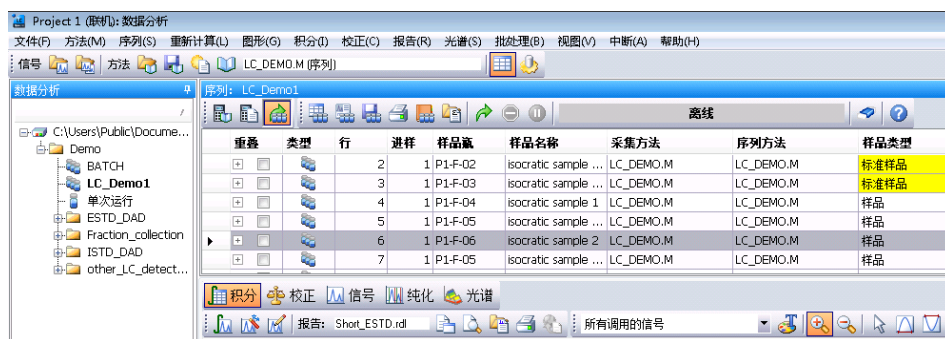 Project 1 (联机): 数据分析
文件(F) 方法(M) 序列(S) 重新计算(L) 图形(G) 积分(I) 校正(C) 报告(R) 光谱(S) 批处理(B) 视图(V) 中断(A) 帮助(H)
信号 方法 LC_DEMO.M (序列)
数据分析
序列: LC_Demo1
离线
C:\Users\Public\Docume...
Demo
BATCH
LC_Demo1
单次运行
ESTD_DAD
Fraction_collection
ISTD_DAD
other_LC_detect...
重叠 类型 行 进样 样品瓶 样品名称 采集方法 序列方法 样品类型
2 1 P1-F-02 isocratic sample ... LC_DEMO.M LC_DEMO.M 标准样品
3 1 P1-F-03 isocratic sample ... LC_DEMO.M LC_DEMO.M 标准样品
4 1 P1-F-04 isocratic sample 1 LC_DEMO.M LC_DEMO.M 样品
5 1 P1-F-05 isocratic sample ... LC_DEMO.M LC_DEMO.M 样品
6 1 P1-F-06 isocratic sample 2 LC_DEMO.M LC_DEMO.M 样品
7 1 P1-F-05 isocratic sample ... LC_DEMO.M LC_DEMO.M 样品
积分 校正 信号 纯化 光谱
报告: Short_ESTD.rdl 所有调用的信号